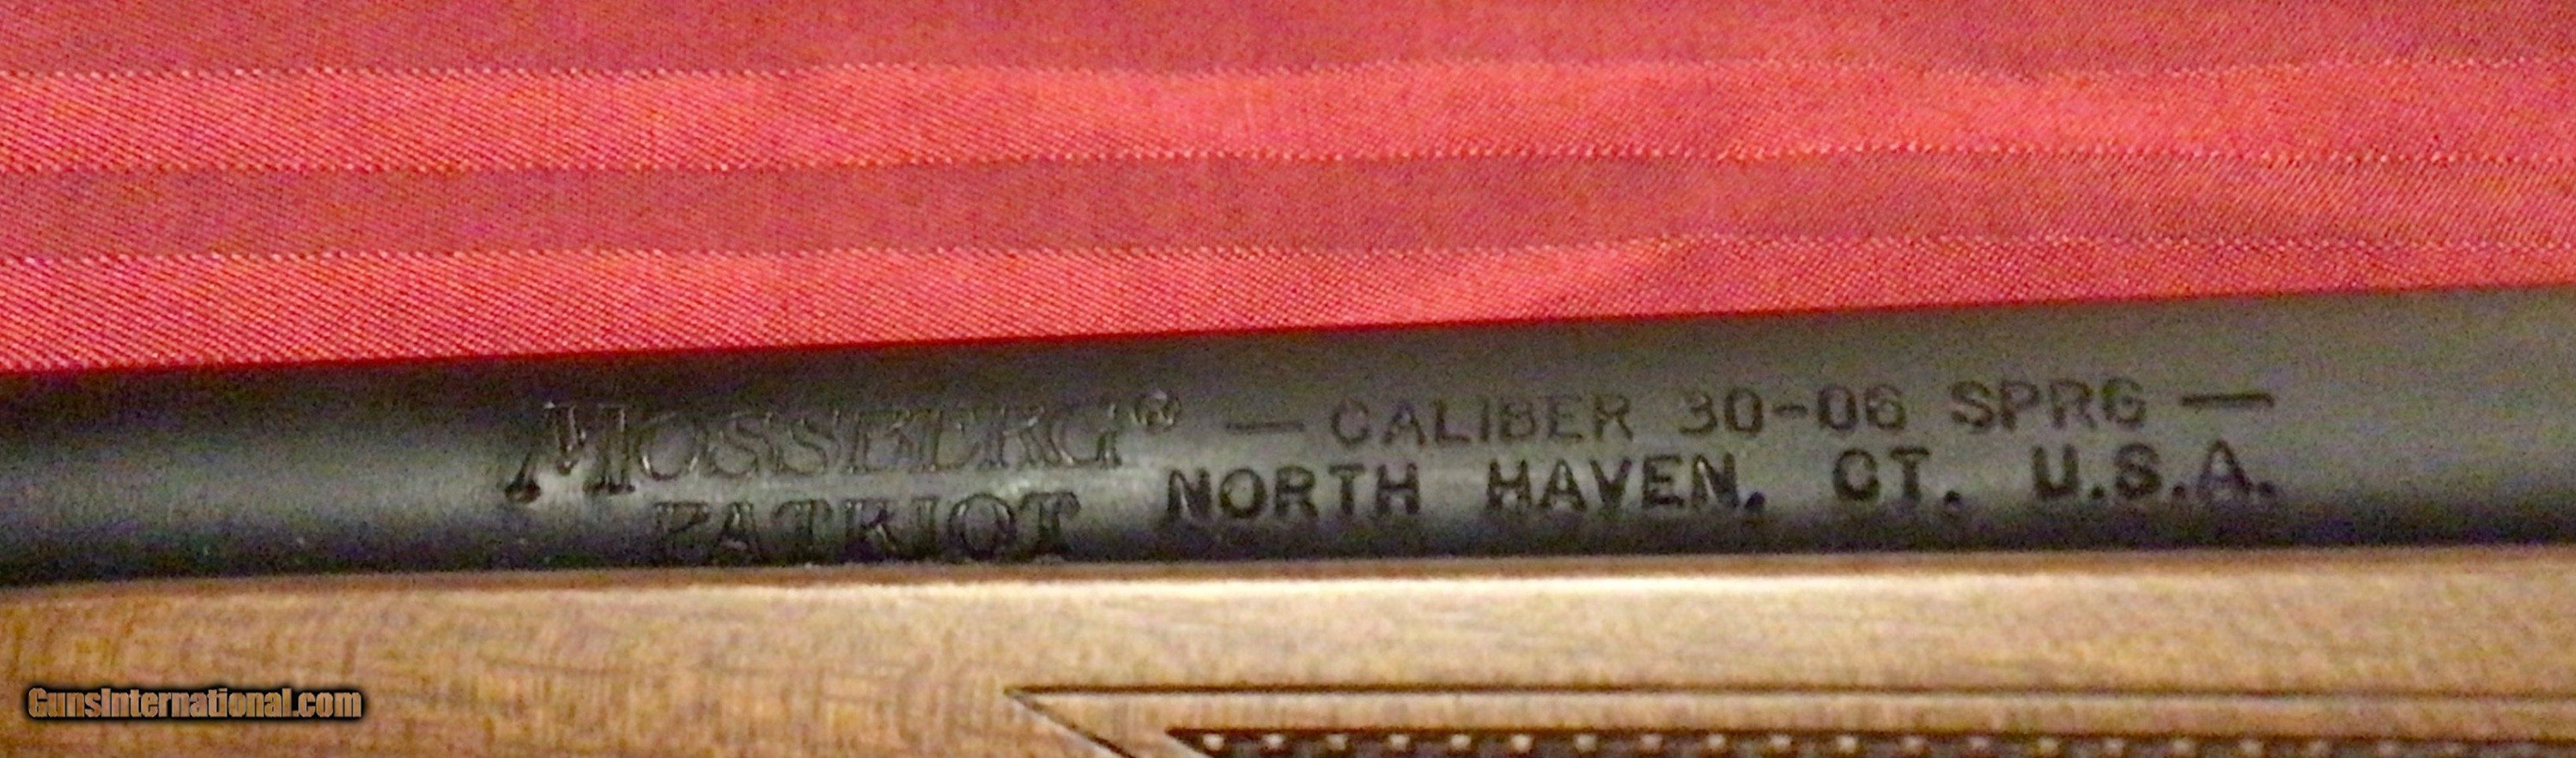 MOSSBERG® — CALIBER 30-06 SPRG —
PATRIOT NORTH HAVEN, CT. U.S.A.
GunsInternational.com